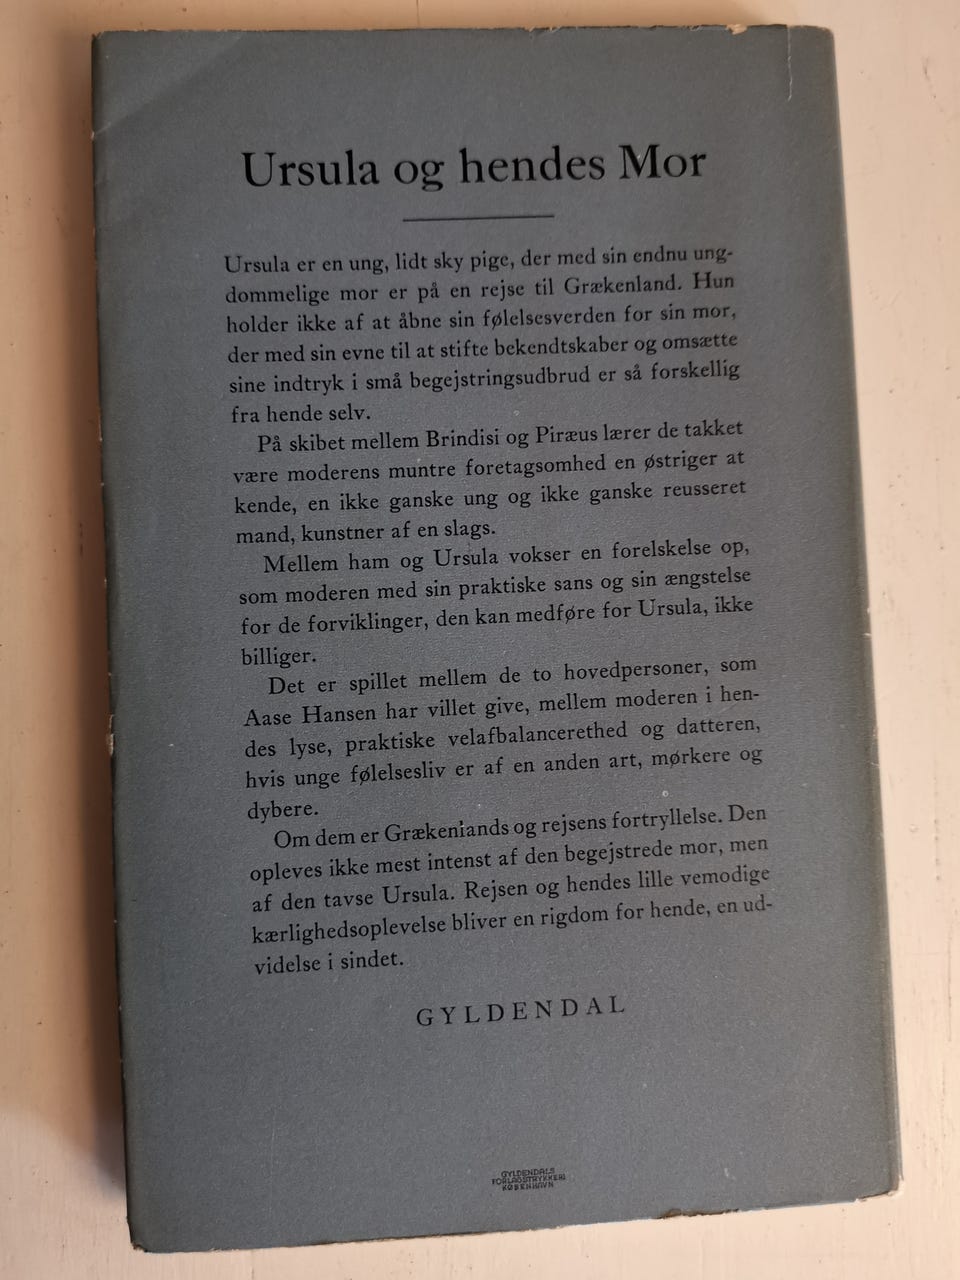 Ursula og hendes Mor
Ursula er en ung, lidt sky pige, der med sin endnu ung-
dommelige mor er på en rejse til Grækenland. Hun
holder ikke af at åbne sin følelsesverden for sin mor,
der med sin evne til at stifte bekendtskaber og omsætte
sine indtryk i små begejstringsudbrud er så forskellig
fra hende selv.
På skibet mellem Brindisi og Piræus lærer de takket
være moderens muntre foretagsomhed en østriger at
kende, en ikke ganske ung og ikke ganske reusseret
mand, kunstner af en slags.
Mellem ham og Ursula vokser en forelskelse op,
som moderen med sin praktiske sans og sin ængstelse
for de forviklinger, den kan medføre for Ursula, ikke
billiger.
Det er spillet mellem de to hovedpersoner, som
Aase Hansen har villet give, mellem moderen i hen-
des lyse, praktiske velafbalancerethed og datteren,
hvis unge følelsesliv er af en anden art, mørkere og
dybere.
Om dem er Grækenlands og rejsens fortryllelse. Den
opleves ikke mest intenst af den begejstrede mor, men
af den tavse Ursula. Rejsen og hendes lille vemodige
kærlighedsoplevelse bliver en rigdom for hende, en ud-
videlse i sindet.
GYLDENDAL
GYLDENDALS
FORLAGSTRYKKERI
KØBENHAVN